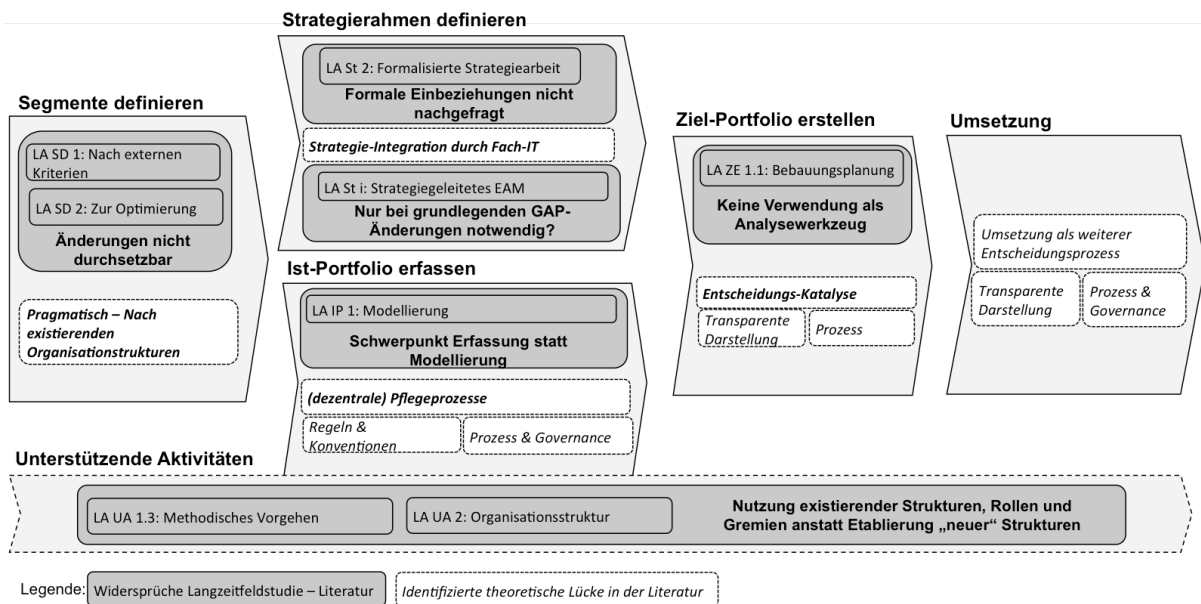 Segmente definieren
LA SD 1: Nach externen
Kriterien
LA SD 2: Zur Optimierung
Änderungen nicht
durchsetzbar
Pragmatisch – Nach
existierenden
Organisationstrukturen
Strategierahmen definieren
LA St 2: Formalisierte Strategiearbeit
Formale Einbeziehungen nicht
nachgefragt
Strategie-Integration durch Fach-IT
LA St i: Strategiegeleitetes EAM
Nur bei grundlegenden GAP-
Änderungen notwendig?
Ist-Portfolio erfassen
LA IP 1: Modellierung
Schwerpunkt Erfassung statt
Modellierung
(dezentrale) Pflegeprozesse
Regeln &
Konventionen
Prozess & Governance
Ziel-Portfolio erstellen
LA ZE 1.1: Bebauungsplanung
Keine Verwendung als
Analysewerkzeug
Entscheidungs-Katalyse
Transparente
Darstellung
Prozess
Umsetzung
Umsetzung als weiterer
Entscheidungsprozess
Transparente
Darstellung
Prozess &
Governance
Unterstützende Aktivitäten
LA UA 1.3: Methodisches Vorgehen
LA UA 2: Organisationsstruktur
Nutzung existierender Strukturen, Rollen und
Gremien anstatt Etablierung „neuer“ Strukturen
Legende:
Widersprüche Langzeitfeldstudie – Literatur
Identifizierte theoretische Lücke in der Literatur